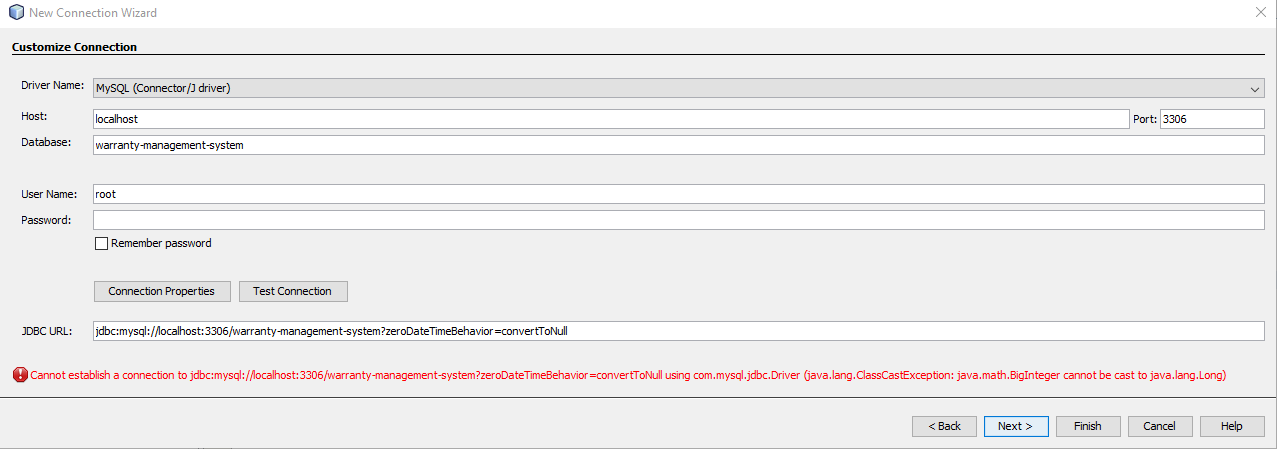 New Connection Wizard
Customize Connection
Driver Name: MySQL (Connector/J driver)
Host: localhost Port: 3306
Database: warranty-management-system
User Name: root
Password:
Remember password
Connection Properties Test Connection
JDBC URL: jdbc:mysql://localhost:3306/warranty-management-system?zeroDateTimeBehavior=convertToNull
Cannot establish a connection to jdbc:mysql://localhost:3306/warranty-management-system?zeroDateTimeBehavior=convertToNull using com.mysql.jdbc.Driver (java.lang.ClassCastException: java.math.BigInteger cannot be cast to java.lang.Long)
< Back Next > Finish Cancel Help